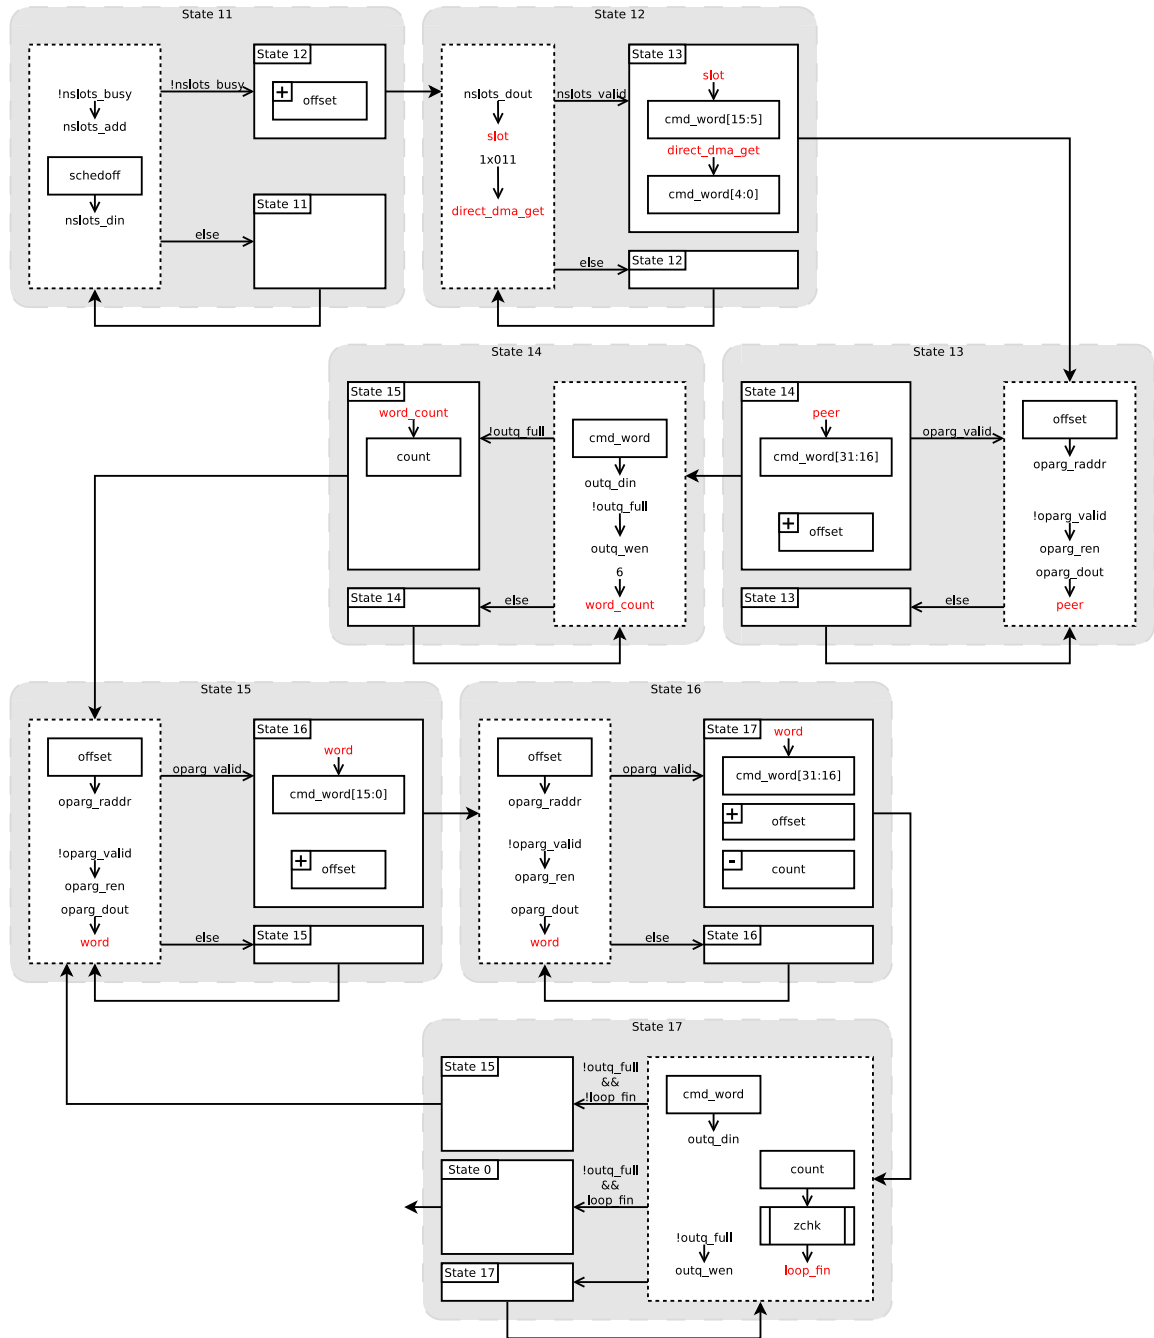 State 11
!nslots_busy
nslots_add
schedoff
nslots_din
!nslots_busy
else
State 12
+
offset
State 11
State 12
nslots_dout
slot
1x011
direct_dma_get
nslots_valid
else
State 13
slot
cmd_word[15:5]
direct_dma_get
cmd_word[4:0]
State 12
State 14
State 15
word_count
count
State 14
!outq_full
else
cmd_word
outq_din
!outq_full
outq_wen
6
word_count
State 13
State 14
peer
cmd_word[31:16]
+
offset
State 13
oparg_valid
else
offset
oparg_raddr
!oparg_valid
oparg_ren
oparg_dout
peer
State 15
offset
oparg_raddr
!oparg_valid
oparg_ren
oparg_dout
word
oparg_valid
else
State 16
word
cmd_word[15:0]
+
offset
State 15
State 16
offset
oparg_raddr
!oparg_valid
oparg_ren
oparg_dout
word
oparg_valid
else
State 17
word
cmd_word[31:16]
+
offset
-
count
State 16
State 17
State 15
!outq_full
&&
!loop_fin
State 0
!outq_full
&&
loop_fin
State 17
cmd_word
outq_din
count
zchk
loop_fin
!outq_full
outq_wen